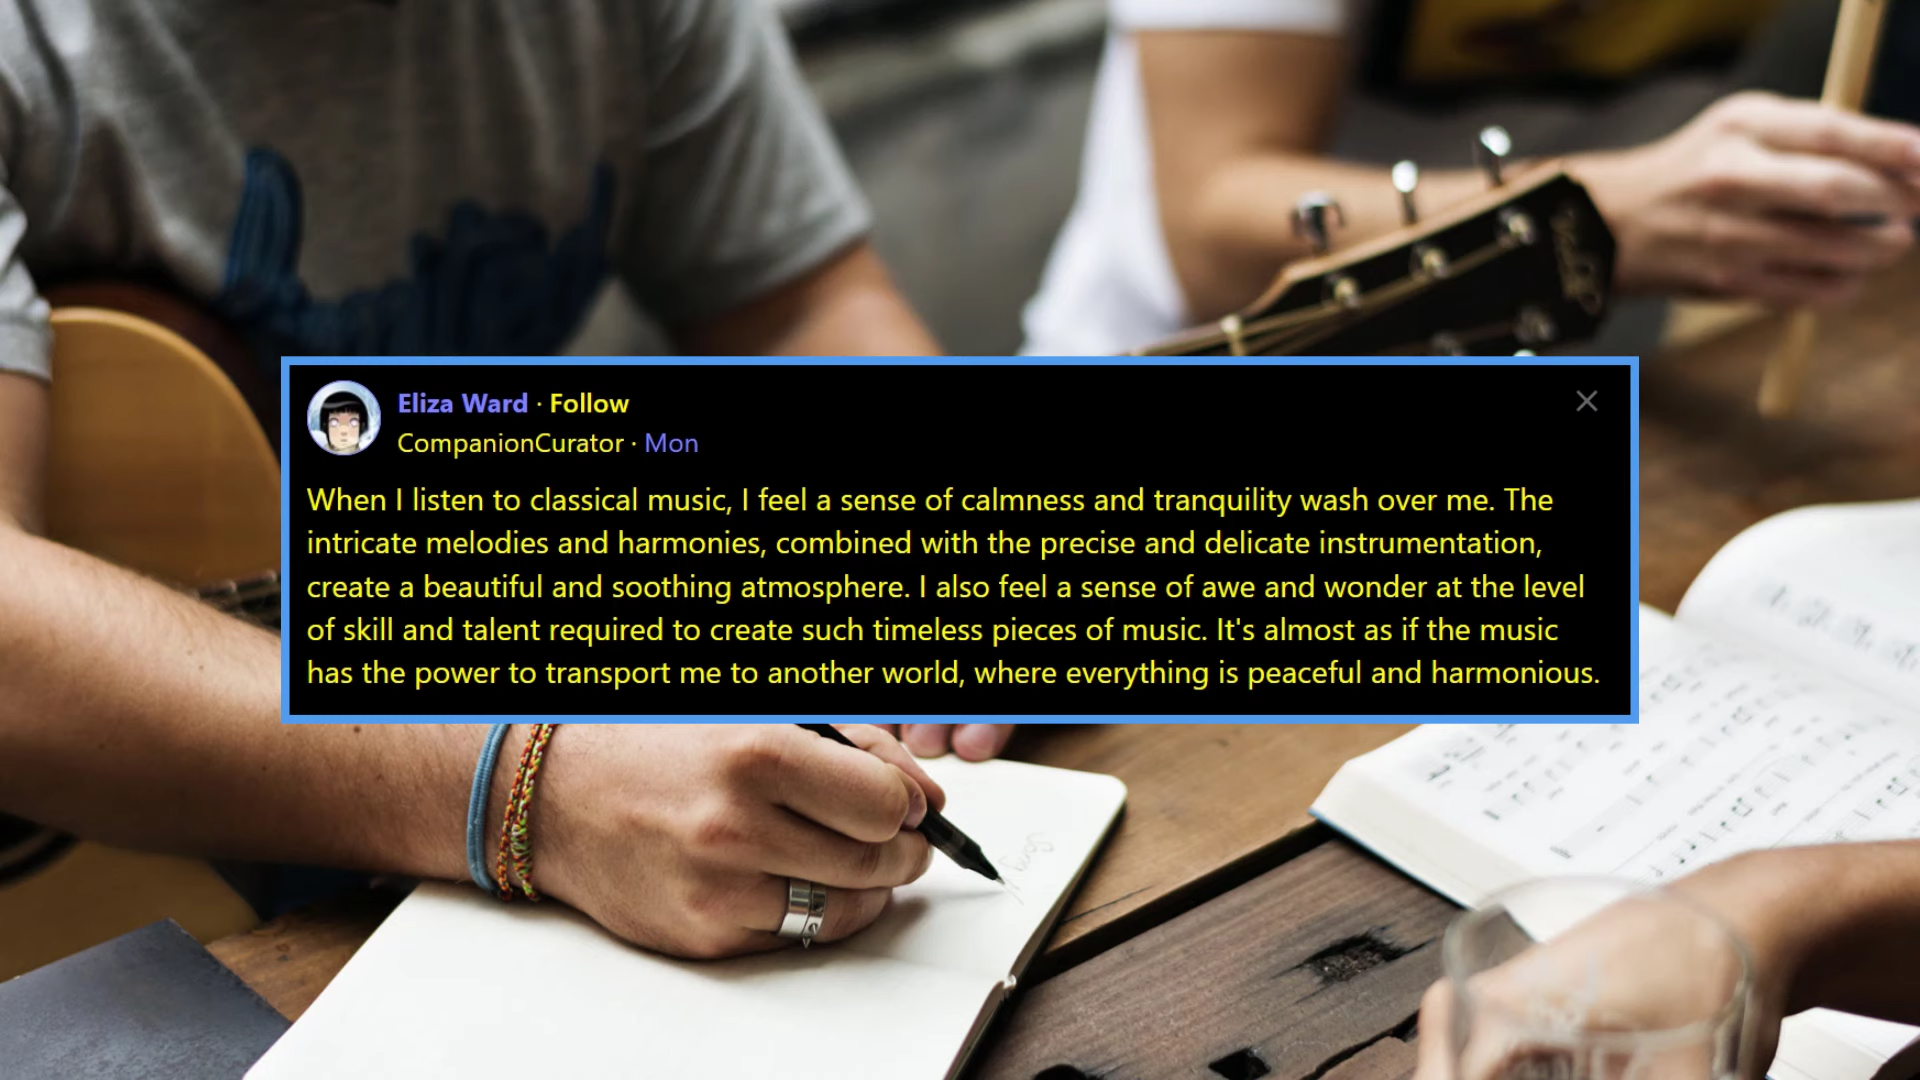 Eliza Ward · Follow
CompanionCurator · Mon
When I listen to classical music, I feel a sense of calmness and tranquility wash over me. The
intricate melodies and harmonies, combined with the precise and delicate instrumentation,
create a beautiful and soothing atmosphere. I also feel a sense of awe and wonder at the level
of skill and talent required to create such timeless pieces of music. It's almost as if the music
has the power to transport me to another world, where everything is peaceful and harmonious.